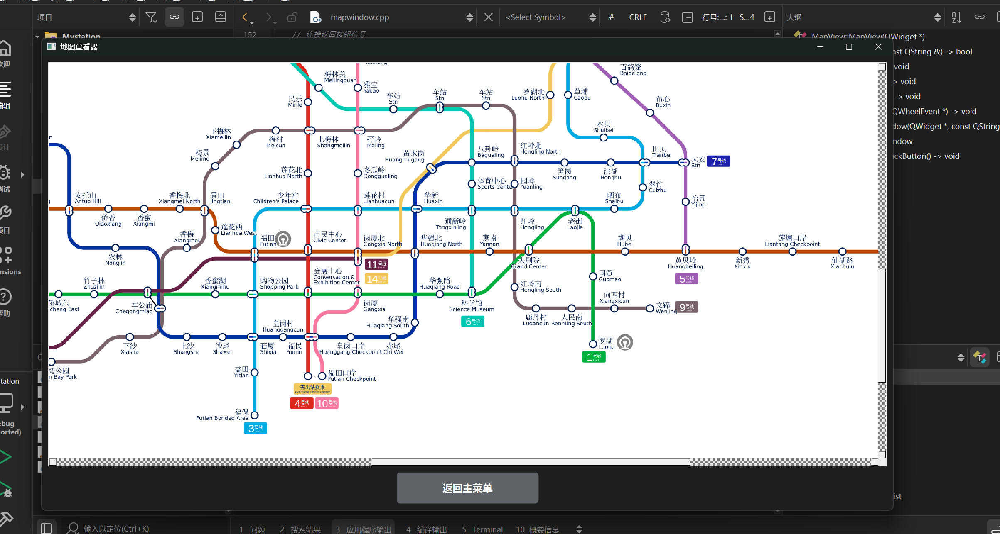 项目
mapwindow.cpp
<Select Symbol>
#
CRLF
行号:...: 1
S...4
大纲
Mystation
152
// 连接返回按钮信号
MapView::MapView(QWidget *)
地图查看器
nst QString &) -> bool
void
> void
-> void
QWheelEvent *) -> void
dow(QWidget *, const QString
ndow
ackButton() -> void
欢迎
编辑
设计
调试
项目
nsions
帮助
百鸽笼
Baigelong
梅林关
Meilingguan
雅宝
Yabao
民乐
Minle
车站
Stn
车站
Stn
车站
Stn
罗湖北
Luohu North
草埔
Caopu
布心
Buxin
下梅林
Xiameilin
梅村
Meicun
上梅林
Shangmeilin
孖岭
Maling
水贝
Shuibei
梅景
Meijing
黄木岗
Huangmugang
八卦岭
Bagualing
红岭北
Hongling North
田贝
Tianbei
太安
Stn
7号线
莲花北
Lianhua North
冬瓜岭
Renming South
人民南
Donggualing
笋岗
Sungang
洪湖
Honghu
体育中心
Sports Center
园岭
Yuanling
翠竹
Cuizhu
安托山
Antuo Hill
香梅北
Xiangmei North
景田
JIngtian
少年宫
Children's Palace
莲花村
Lianhuacun
华新
Huaxin
晒布
Shaibu
怡景
Yijing
侨香
Qiaoxiang
香蜜
Xiangmi
通新岭
Tongxinling
红岭
Hongling
老街
Laojie
莲花西
Lianhua West
香梅
Xiangmei
福田
Futian
市民中心
Civic Center
岗厦北
Gangxia North
华强北
Huaqiang North
燕南
Yannan
湖贝
Hubei
莲塘口岸
Liantang Checkpoint
农林
Nonglin
11号线
14号线
大剧院
Grand Center
黄贝岭
Huangbeiling
5号线
新秀
Xinxiu
仙湖路
XIanhulu
竹子林
Zhuzilin
香蜜湖
Xiangmihu
购物公园
Shopping Park
会展中心
Conversation &
Exhibition Center
华强路
Huaqiang Road
国贸
Guomao
红岭南
Hongling South
向西村
Xiangxicun
侨城东
ocheng East
车公庙
Chegongmiao
岗厦
Gangxia
科学馆
Science Museum
6号线
文锦
Wenjing
9号线
鹿丹村
Ludancun
华强南
Huaqiang South
皇岗村
Huanggangcun
下沙
Xiasha
上沙
Shangsha
沙尾
Shawei
石厦
Shixia
福民
Fumin
皇岗口岸
Huanggang Checkpoint
赤尾
Chi Wei
罗湖
Luohu
1号线
湾公园
n Bay Park
益田
Yitian
福田口岸
Futian Checkpoint
需出站换乘
Exit Station Before Transfer
4号线
10号线
福保
Futian Bonded Area
3号线
返回主菜单
tation
ebug
ported)
ist
输入以定位(Ctrl+K)
1 问题
2 搜索结果
3 应用程序输出
4 编译输出
5 Terminal
10 概要信息